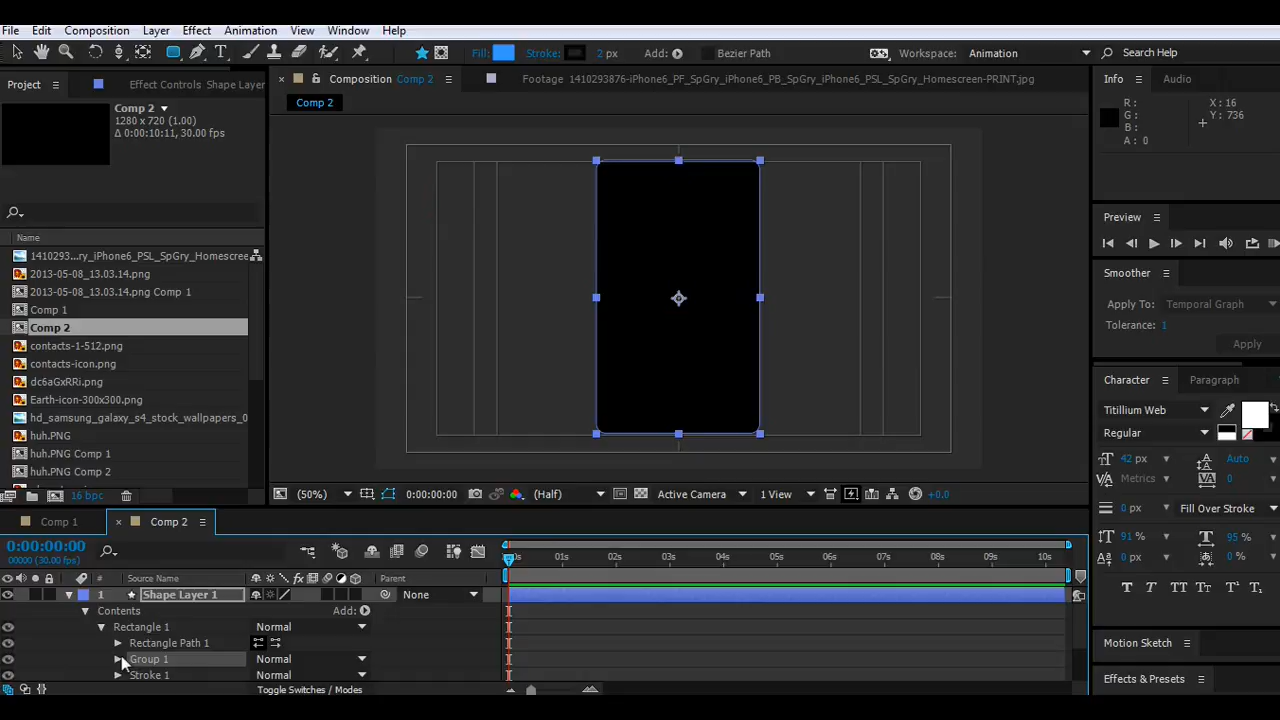 File Edit Composition Layer Effect Animation View Window Help
Fill: Stroke: 2 px Add: Bezier Path Workspace: Animation Search Help
Project Effect Controls Shape Layer
Composition Comp 2 Footage 1410293876-iPhone6_PF_SpGry_iPhone6_PB_SpGry_iPhone6_PSL_SpGry_Homescreen-PRINT.jpg
Info Audio
Comp 2
1280 x 720 (1.00)
Δ 0:00:10:11, 30.00 fps
Comp 2
R: X: 16
G: Y: 736
B:
A: 0
Name
1410293...ry_iPhone6_PSL_SpGry_Homescreen
2013-05-08_13.03.14.png
2013-05-08_13.03.14.png Comp 1
Comp 1
Comp 2
contacts-1-512.png
contacts-icon.png
dc6aGxRRi.png
Earth-icon-300x300.png
hd_samsung_galaxy_s4_stock_wallpapers_0
huh.PNG
huh.PNG Comp 1
huh.PNG Comp 2
16 bpc
Preview
Smoother
Apply To: Temporal Graph
Tolerance: 1
Apply
Character Paragraph
Titillium Web
Regular
42 px Auto
Metrics 0
0 px Fill Over Stroke
91 % 95 %
0 px 0 %
T T TT Tт T¹ T₁
Motion Sketch
Effects & Presets
(50%) 0:00:00:00 (Half) Active Camera 1 View +0.0
Comp 1 Comp 2
0:00:00:00
00000 (30.00 fps)
01s 02s 03s 04s 05s 06s 07s 08s 09s 10s
# Source Name Parent
1 Shape Layer 1 None
Contents Add:
Rectangle 1 Normal
Rectangle Path 1
Group 1 Normal
Stroke 1 Normal
Toggle Switches / Modes